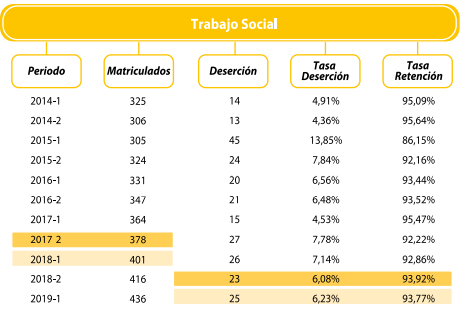 Trabajo Social
Periodo Matriculados Deserción Tasa Deserción Tasa Retención
2014-1 325 14 4,91% 95,09%
2014-2 306 13 4,36% 95,64%
2015-1 305 45 13,85% 86,15%
2015-2 324 24 7,84% 92,16%
2016-1 331 20 6,56% 93,44%
2016-2 347 21 6,48% 93,52%
2017-1 364 15 4,53% 95,47%
2017 2 378 27 7,78% 92,22%
2018-1 401 26 7,14% 92,86%
2018-2 416 23 6,08% 93,92%
2019-1 436 25 6,23% 93,77%